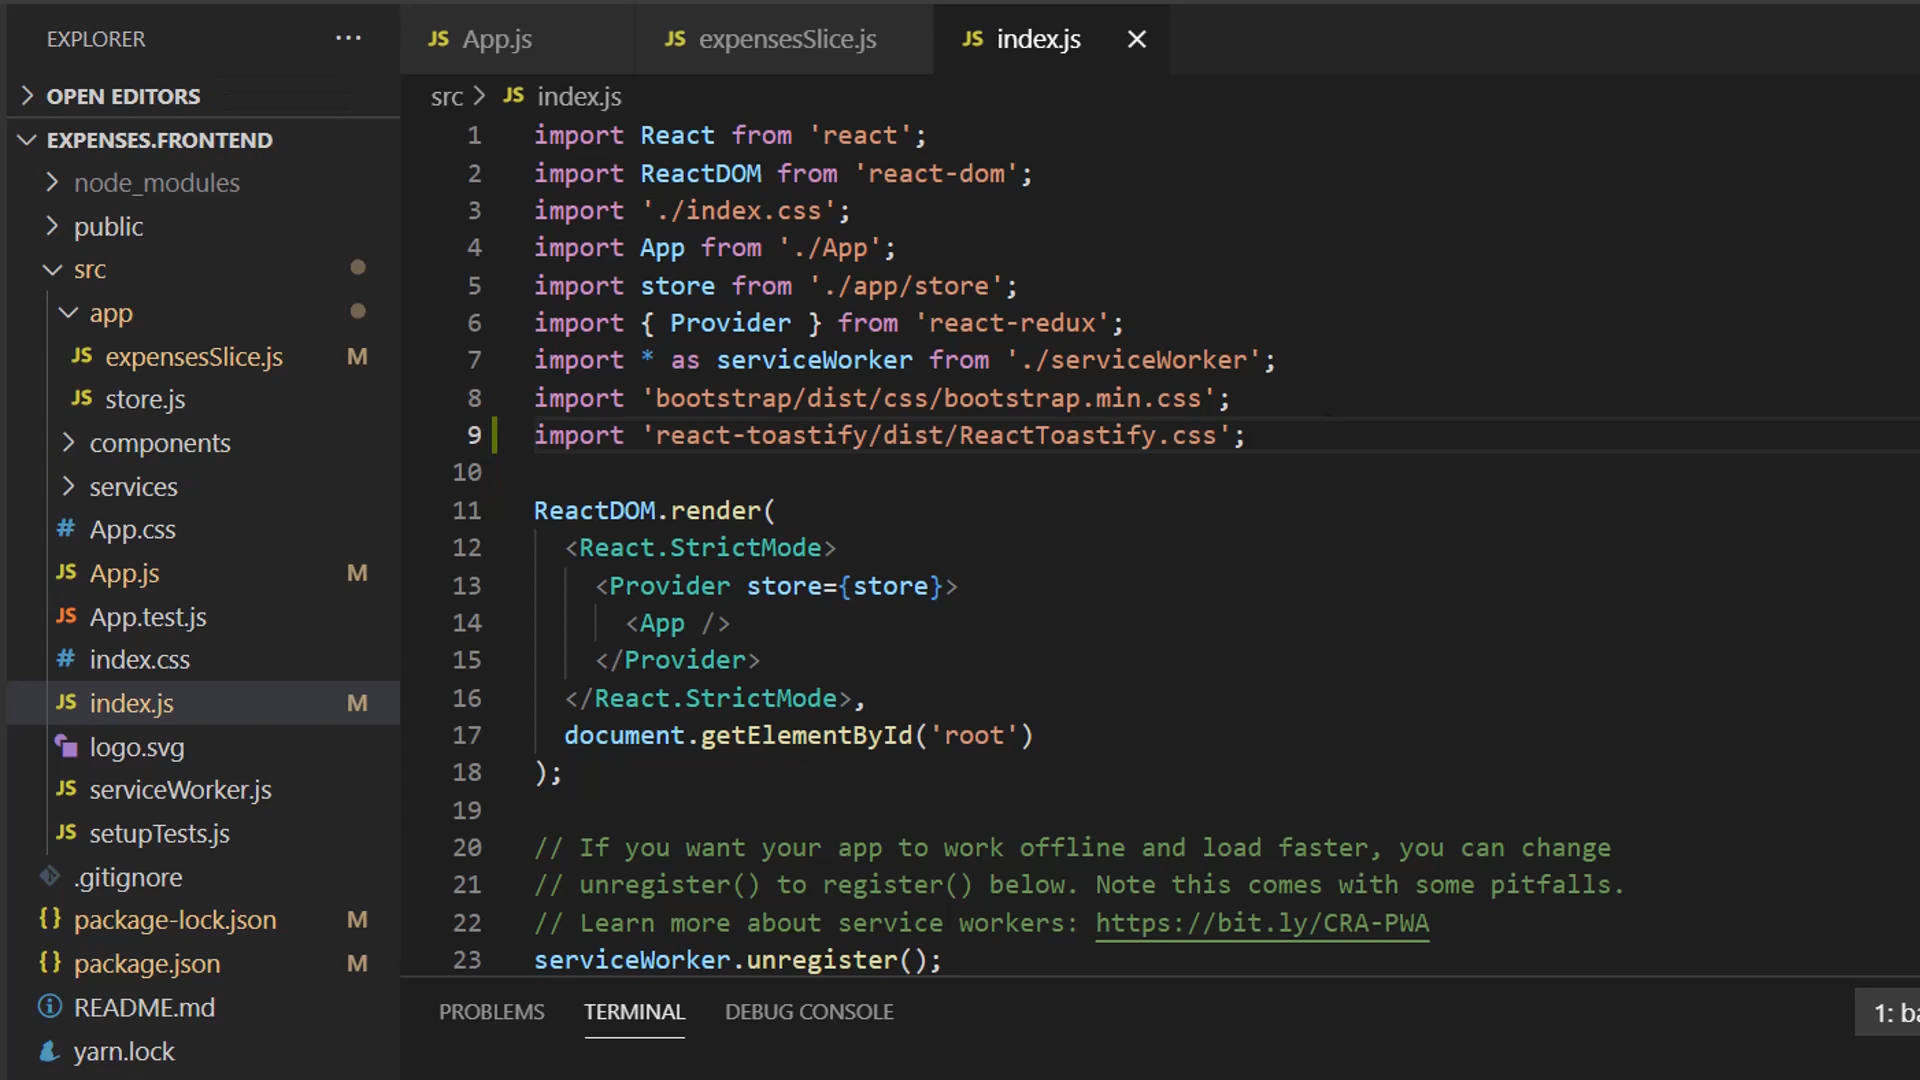 EXPLORER ...
OPEN EDITORS
EXPENSES.FRONTEND
node_modules
public
src
app
JS expensesSlice.js M
JS store.js
components
services
# App.css
JS App.js M
JS App.test.js
# index.css
JS index.js M
logo.svg
JS serviceWorker.js
JS setupTests.js
.gitignore
{} package-lock.json M
{} package.json M
README.md
yarn.lock
JS App.js
JS expensesSlice.js
JS index.js
src > JS index.js
1 import React from 'react';
2 import ReactDOM from 'react-dom';
3 import './index.css';
4 import App from './App';
5 import store from './app/store';
6 import { Provider } from 'react-redux';
7 import * as serviceWorker from './serviceWorker';
8 import 'bootstrap/dist/css/bootstrap.min.css';
9 import 'react-toastify/dist/ReactToastify.css';
10
11 ReactDOM.render(
12 <React.StrictMode>
13 <Provider store={store}>
14 <App />
15 </Provider>
16 </React.StrictMode>,
17 document.getElementById('root')
18 );
19
20 // If you want your app to work offline and load faster, you can change
21 // unregister() to register() below. Note this comes with some pitfalls.
22 // Learn more about service workers: https://bit.ly/CRA-PWA
23 serviceWorker.unregister();
PROBLEMS
TERMINAL
DEBUG CONSOLE
1: ba